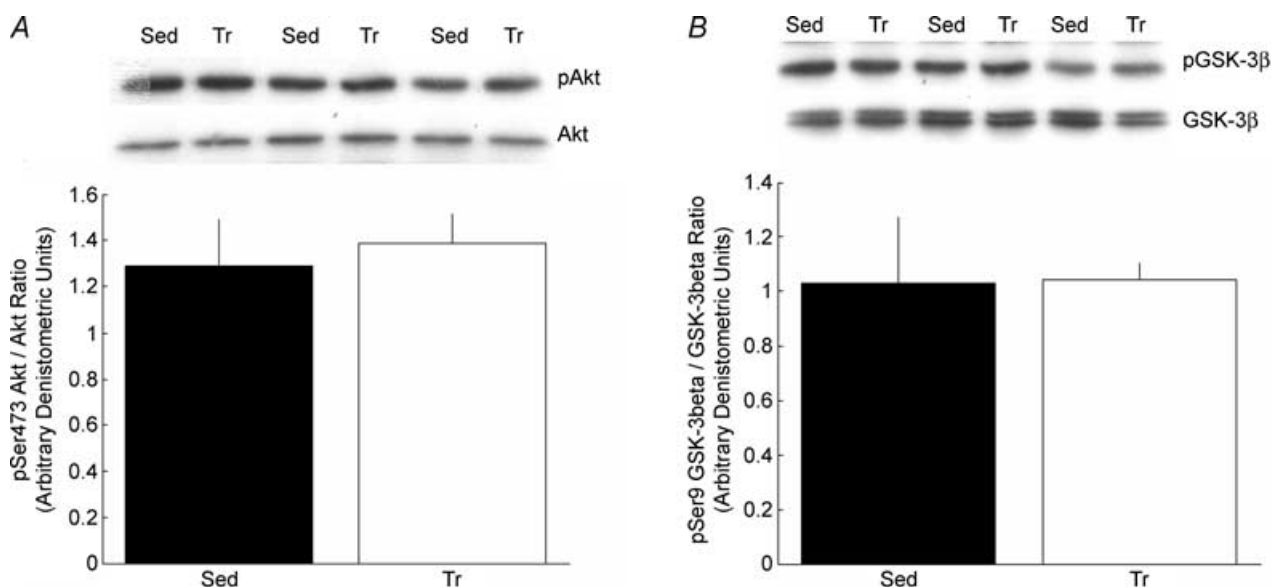 A
Sed Tr Sed Tr Sed Tr
pAkt
Akt
pSer473 Akt / Akt Ratio
(Arbitrary Denistometric Units)
1.6
1.4
1.2
1
0.8
0.6
0.4
0.2
0
Sed Tr
B
Sed Tr Sed Tr Sed Tr
pGSK-3β
GSK-3β
pSer9 GSK-3beta / GSK-3beta Ratio
(Arbitrary Denistometric Units)
1.4
1.2
1
0.8
0.6
0.4
0.2
0
Sed Tr